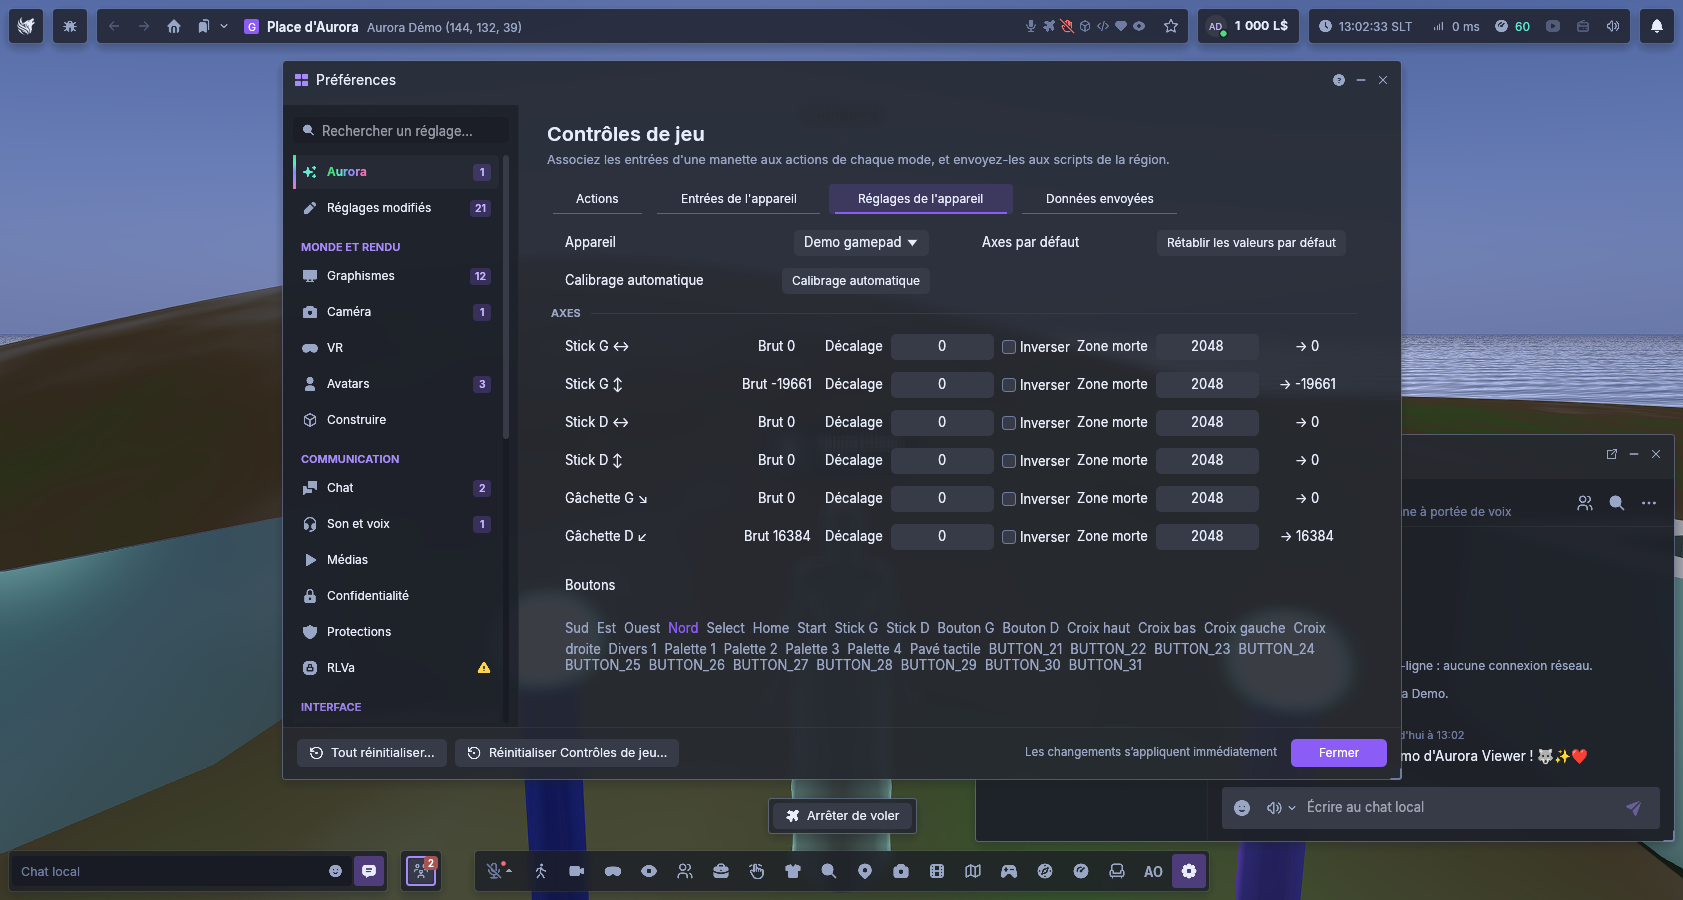 G Place d'Aurora Aurora Démo (144, 132, 39)
AD 1 000 L$ 13:02:33 SLT 0 ms 60
Préférences
Rechercher un réglage...
Aurora 1
Réglages modifiés 21
MONDE ET RENDU
Graphismes 12
Caméra 1
VR
Avatars 3
Construire
COMMUNICATION
Chat 2
Son et voix 1
Médias
Confidentialité
Protections
RLVa
INTERFACE
Contrôles de jeu
Associez les entrées d'une manette aux actions de chaque mode, et envoyez-les aux scripts de la région.
Actions Entrées de l'appareil Réglages de l'appareil Données envoyées
Appareil Demo gamepad Axes par défaut Rétablir les valeurs par défaut
Calibrage automatique Calibrage automatique
AXES
Stick G ↔ Brut 0 Décalage 0 Inverser Zone morte 2048 → 0
Stick G ↕ Brut -19661 Décalage 0 Inverser Zone morte 2048 → -19661
Stick D ↔ Brut 0 Décalage 0 Inverser Zone morte 2048 → 0
Stick D ↕ Brut 0 Décalage 0 Inverser Zone morte 2048 → 0
Gâchette G ↘ Brut 0 Décalage 0 Inverser Zone morte 2048 → 0
Gâchette D ↙ Brut 16384 Décalage 0 Inverser Zone morte 2048 → 16384
Boutons
Sud Est Ouest Nord Select Home Start Stick G Stick D Bouton G Bouton D Croix haut Croix bas Croix gauche Croix
droite Divers 1 Palette 1 Palette 2 Palette 3 Palette 4 Pavé tactile BUTTON_21 BUTTON_22 BUTTON_23 BUTTON_24
BUTTON_25 BUTTON_26 BUTTON_27 BUTTON_28 BUTTON_29 BUTTON_30 BUTTON_31
Tout réinitialiser... Réinitialiser Contrôles de jeu... Les changements s'appliquent immédiatement Fermer
ne à portée de voix
-ligne : aucune connexion réseau.
a Demo.
d'hui à 13:02
mo d'Aurora Viewer ! 🐺✨❤️
Écrire au chat local
Arrêter de voler
Chat local
2
AO